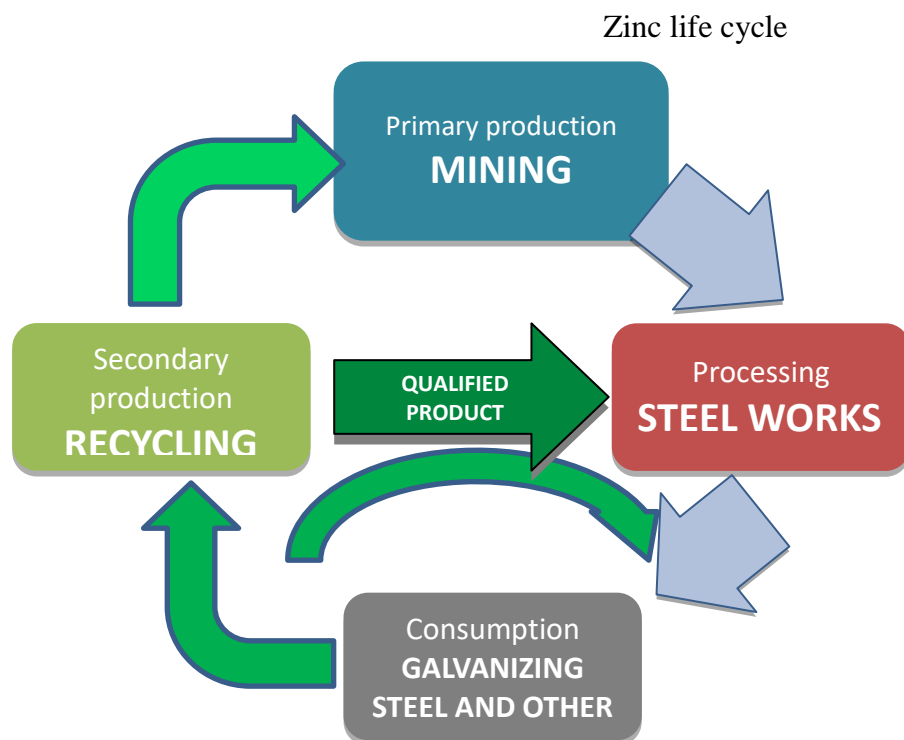 Zinc life cycle
Primary production
MINING
Secondary
production
RECYCLING
QUALIFIED
PRODUCT
Processing
STEEL WORKS
Consumption
GALVANIZING
STEEL AND OTHER